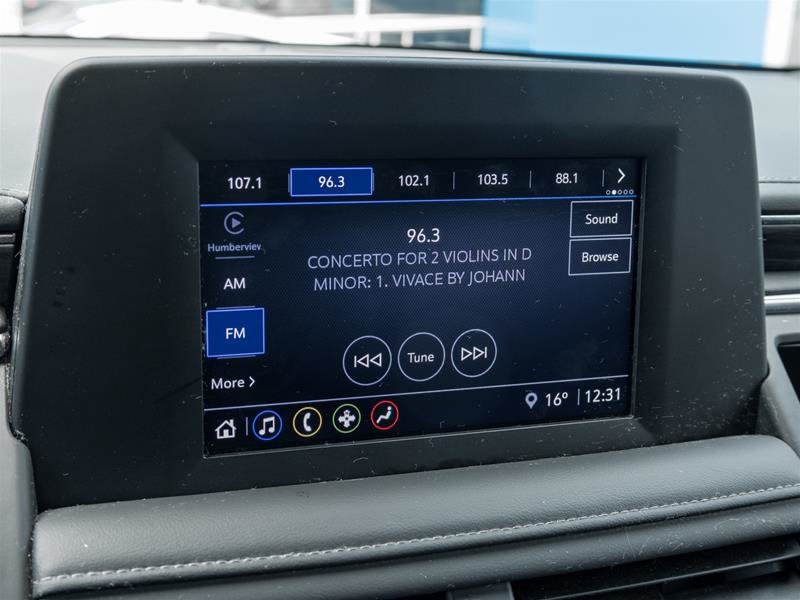 107.1 96.3 102.1 103.5 88.1
Sound
Humberviev
96.3
CONCERTO FOR 2 VIOLINS IN D
MINOR: 1. VIVACE BY JOHANN
Browse
AM
FM
Tune
More
16° 12:31